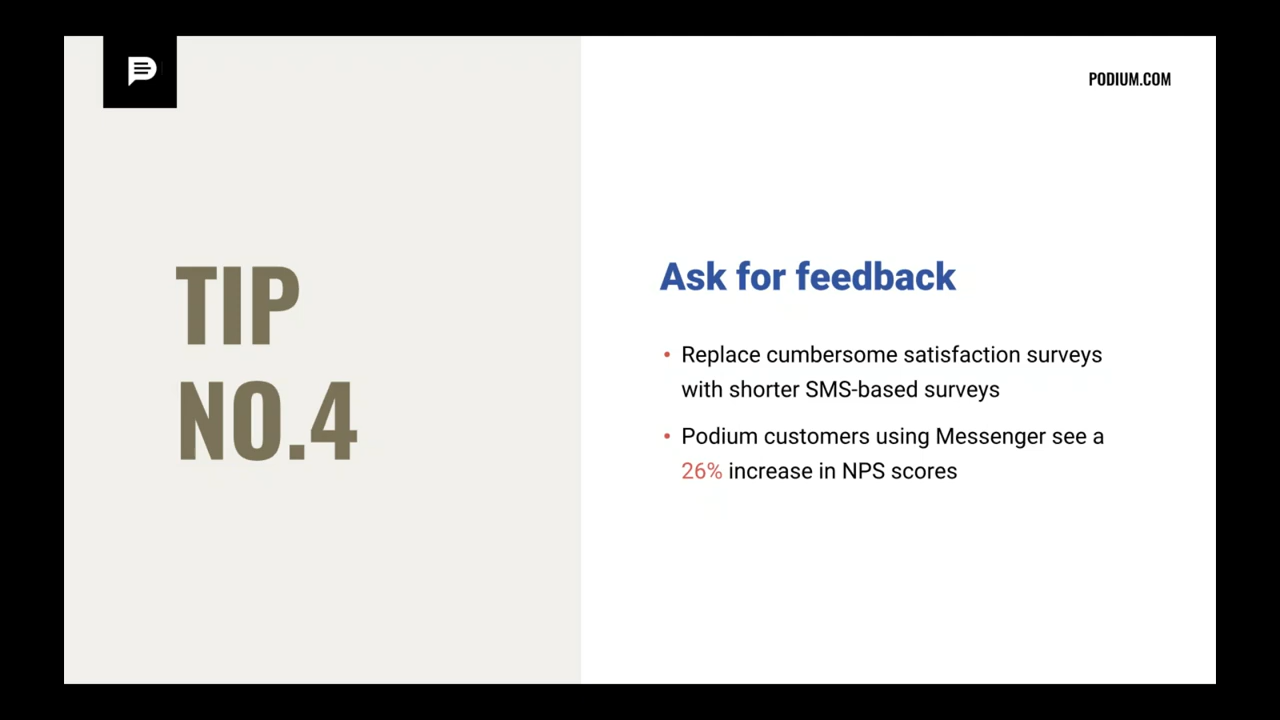 PODIUM.COM
TIP
NO.4
Ask for feedback
• Replace cumbersome satisfaction surveys
with shorter SMS-based surveys
• Podium customers using Messenger see a
26% increase in NPS scores